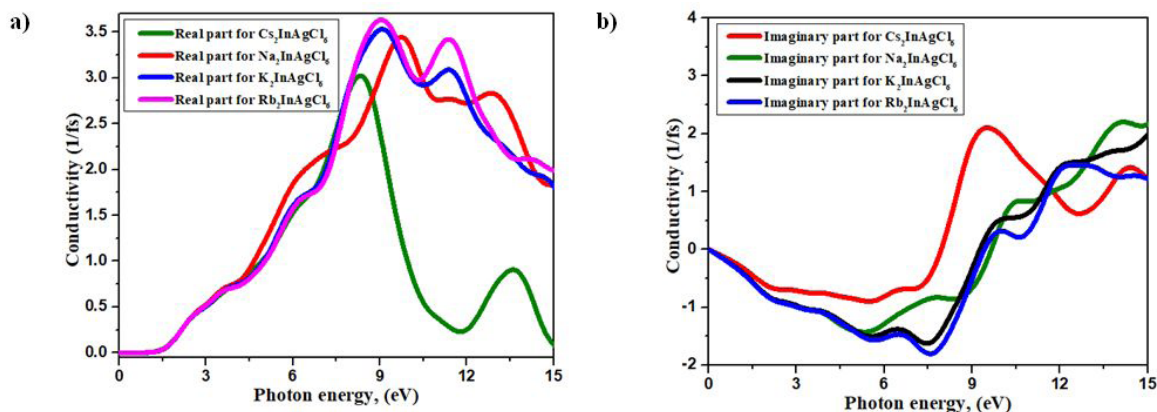 a)
Conductivity (1/fs)
3.5
3.0
2.5
2.0
1.5
1.0
0.5
0.0
Real part for Cs₂InAgCl₆
Real part for Na₂InAgCl₆
Real part for K₂InAgCl₆
Real part for Rb₂InAgCl₆
0 3 6 9 12 15
Photon energy, (eV)
b)
Conductivity (1/fs)
4
2
1
0
-1
-2
Imaginary part for Cs₂InAgCl₆
Imaginary part for Na₂InAgCl₆
Imaginary part for K₂InAgCl₆
Imaginary part for Rb₂InAgCl₆
0 3 6 9 12 15
Photon energy, (eV)